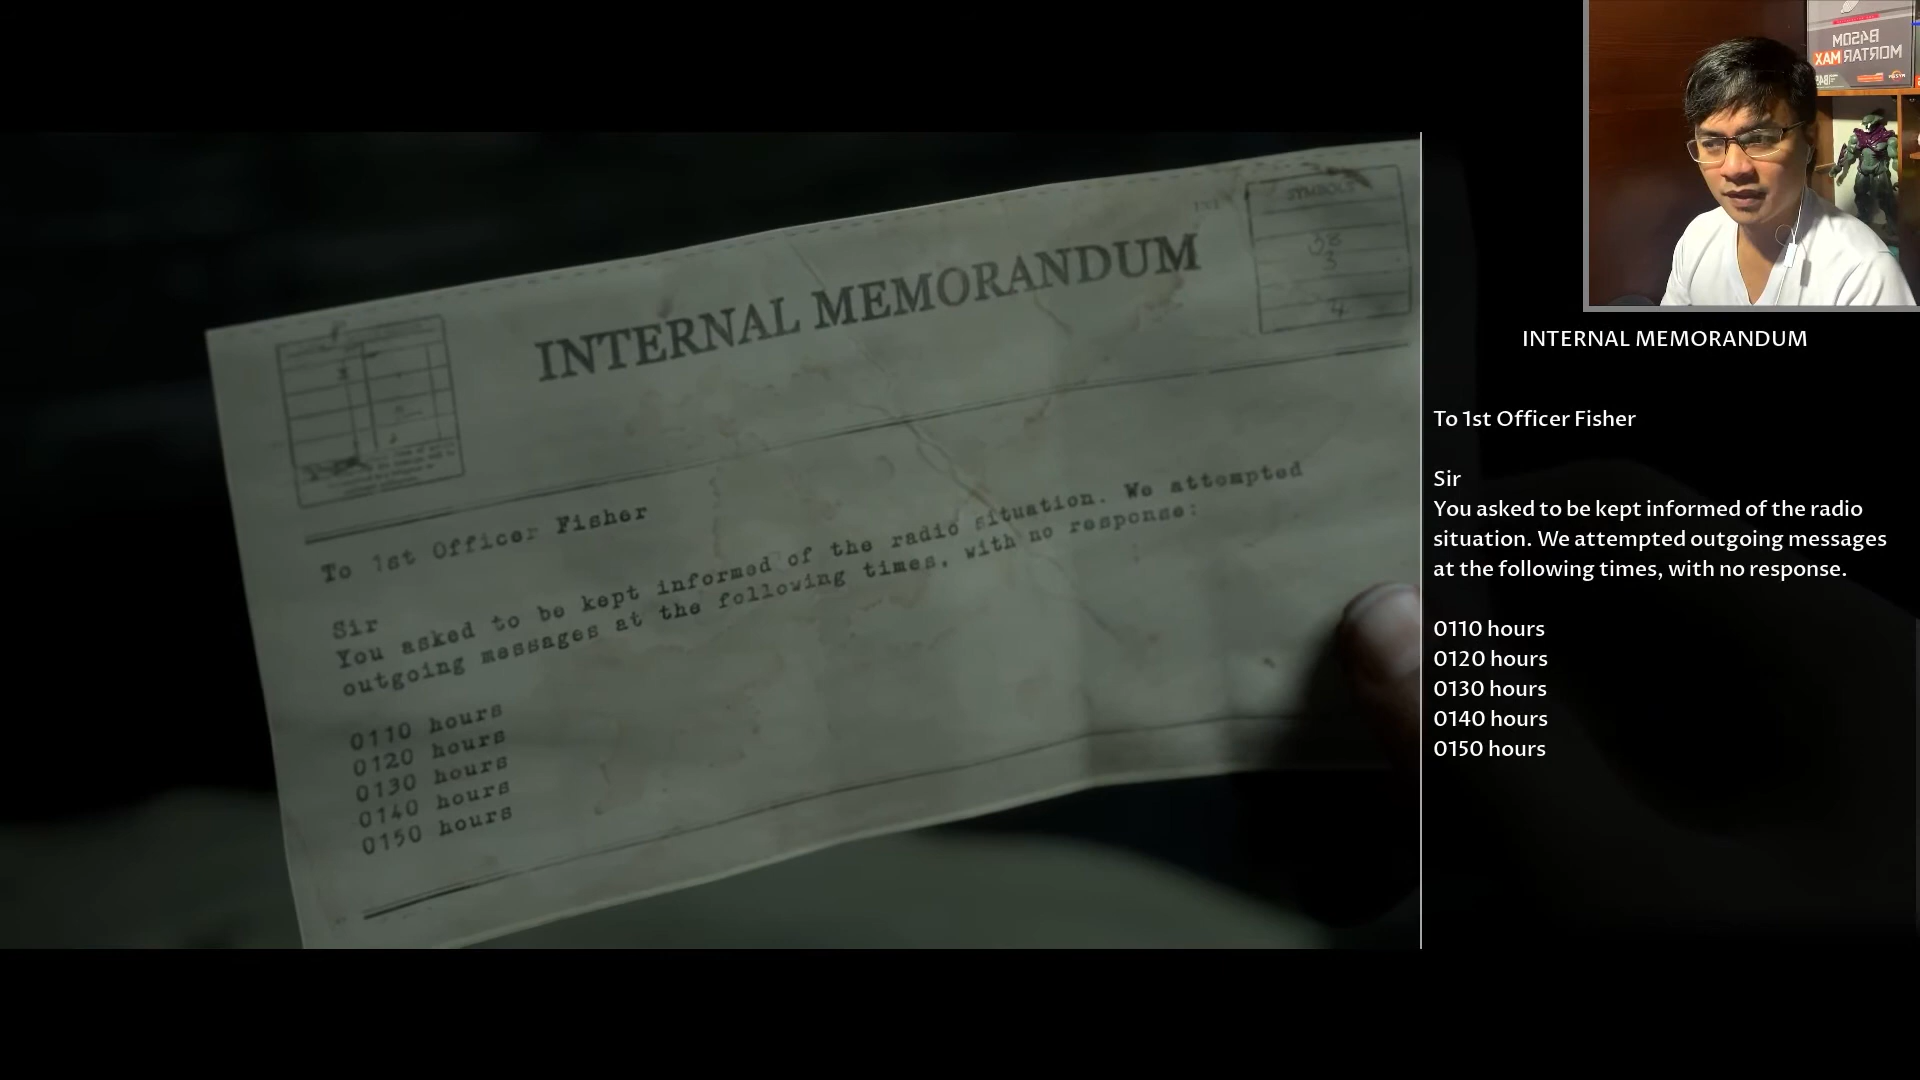 INTERNAL MEMORANDUM
SYMBOLS
38
3
4
To 1st Officer Fisher
Sir
You asked to be kept informed of the radio situation. We attempted
outgoing messages at the following times, with no response:
0110 hours
0120 hours
0130 hours
0140 hours
0150 hours
B450M
MORTAR MAX
INTERNAL MEMORANDUM
To 1st Officer Fisher
Sir
You asked to be kept informed of the radio
situation. We attempted outgoing messages
at the following times, with no response.
0110 hours
0120 hours
0130 hours
0140 hours
0150 hours